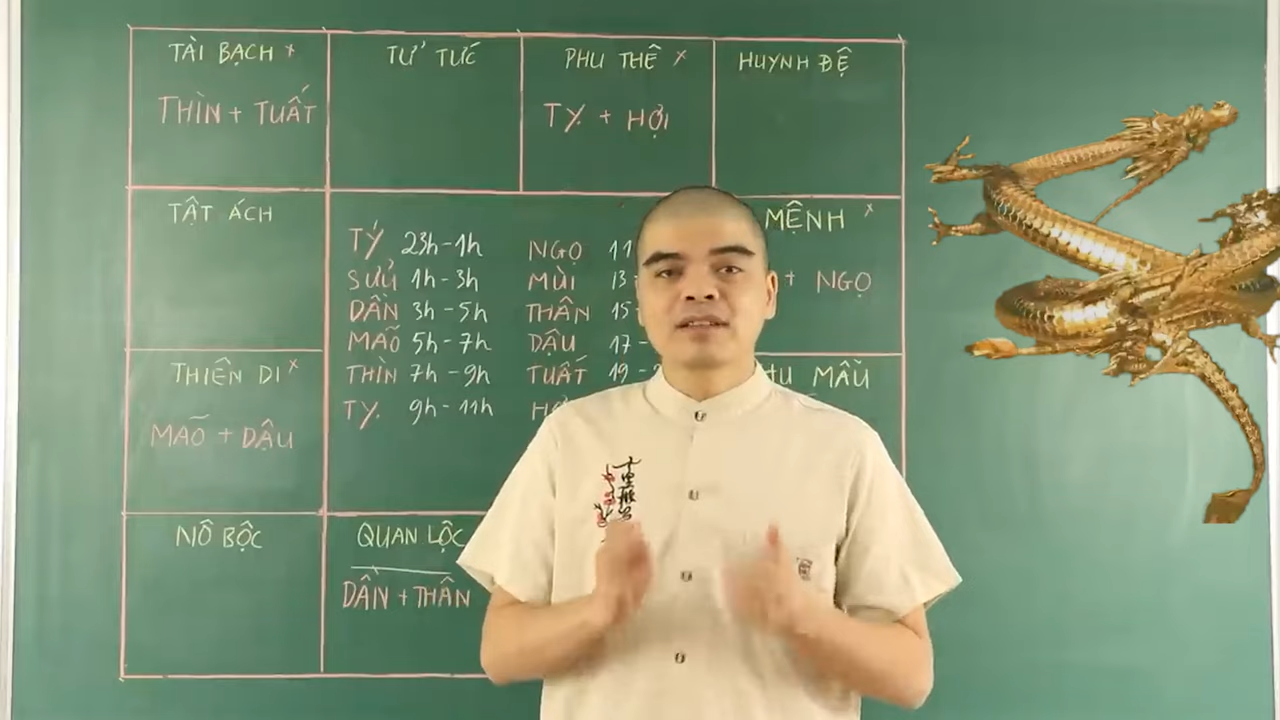 TÀI BẠCH x
THÌN + TUẤT
TỬ TỨC
PHU THÊ x
TỴ + HỢI
HUYNH ĐỆ
TẬT ÁCH
TÝ 23h-1h
SỬU 1h-3h
DẦN 3h-5h
MÃO 5h-7h
THÌN 7h-9h
TỴ 9h-11h
NGỌ 11
MÙI 13-
THÂN 15-
DẬU 17-
TUẤT 19-2
MỆNH x
+ NGỌ
THIÊN DI x
MÃO + DẬU
MẪU
NÔ BỘC
QUAN LỘC
DẦN + THÂN